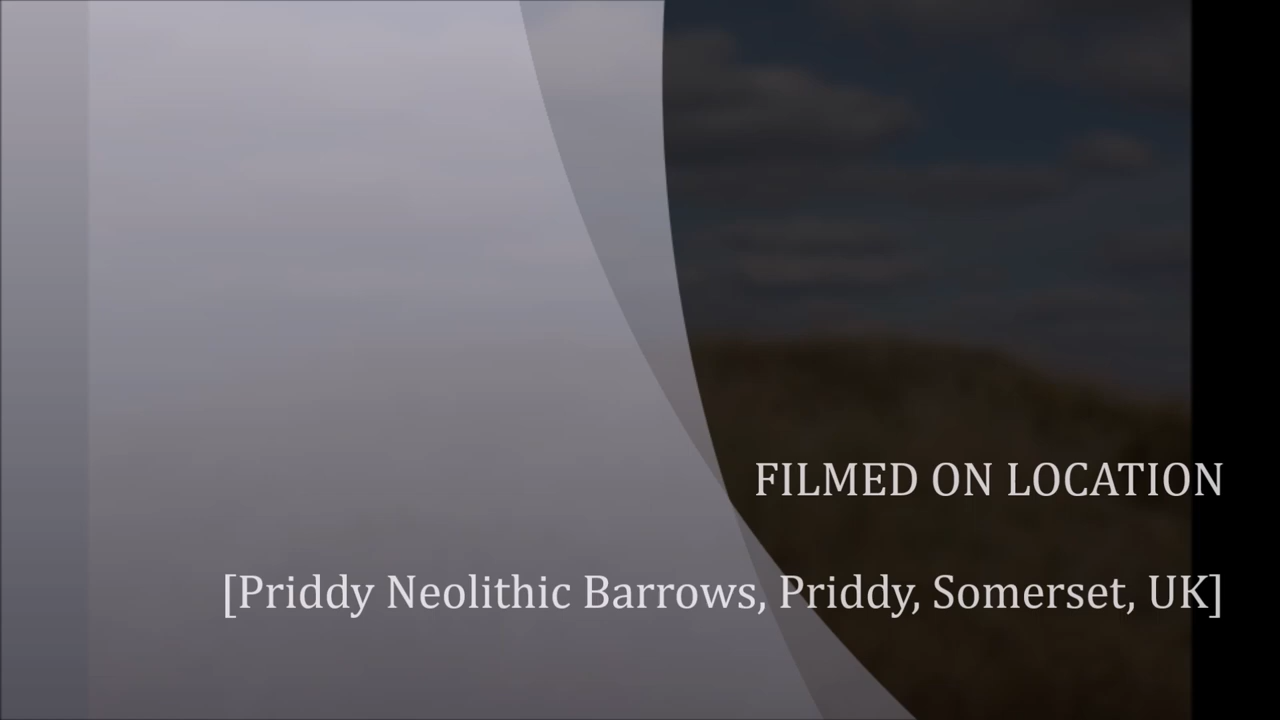 FILMED ON LOCATION
[Priddy Neolithic Barrows, Priddy, Somerset, UK]